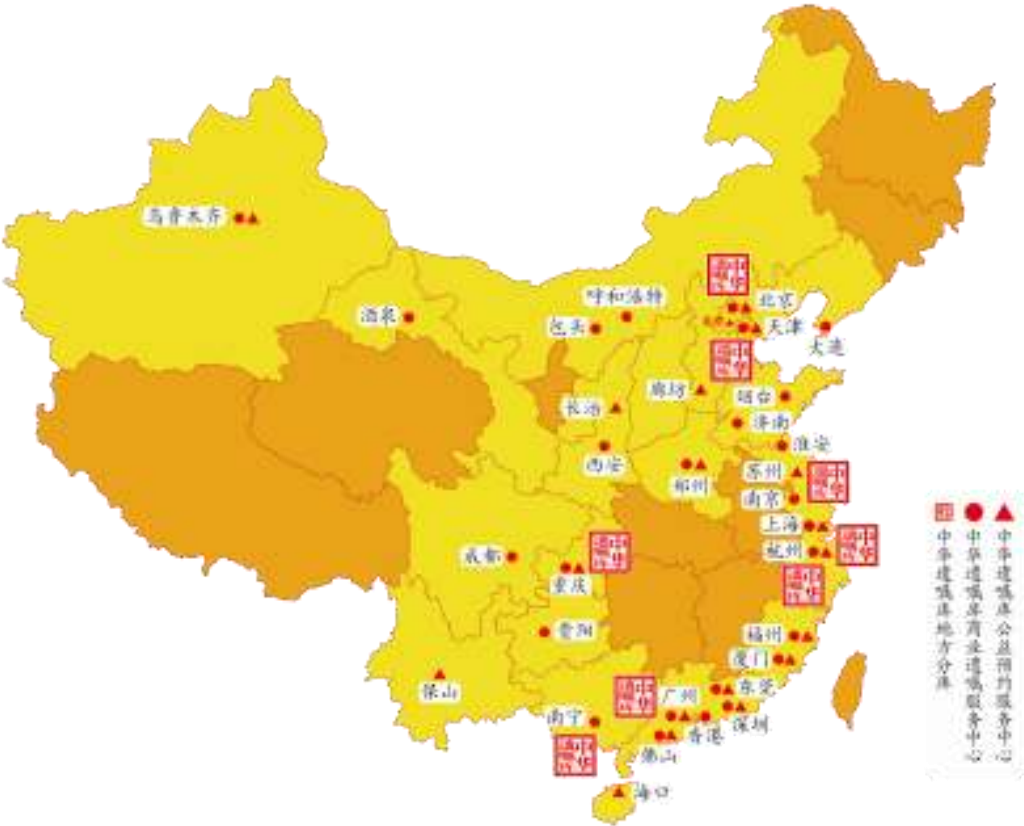 乌鲁木齐
酒泉
呼和浩特
包头
北京
天津
大连
廊坊
烟台
长治
济南
西安
淮安
郑州
苏州
南京
上海
杭州
成都
重庆
贵阳
福州
厦门
保山
广州
东莞
深圳
南宁
香港
佛山
海口
中华遗嘱库公益预约服务中心
中华遗嘱库商业遗嘱服务中心
中华遗嘱库地方分库